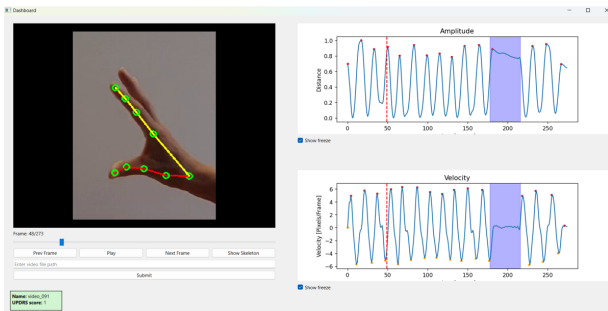 Dashboard
Frame: 48/273
Prev Frame Play Next Frame Show Skeleton
Enter video file path
Submit
Name: video_091
UPDRS score: 1
Amplitude
Distance
1.0
0.8
0.6
0.4
0.2
0.0
0 50 100 150 200 250
Show freeze
Velocity
Velocity [Pixels/Frame]
6
4
2
0
−2
−4
−6
0 50 100 150 200 250
Show freeze